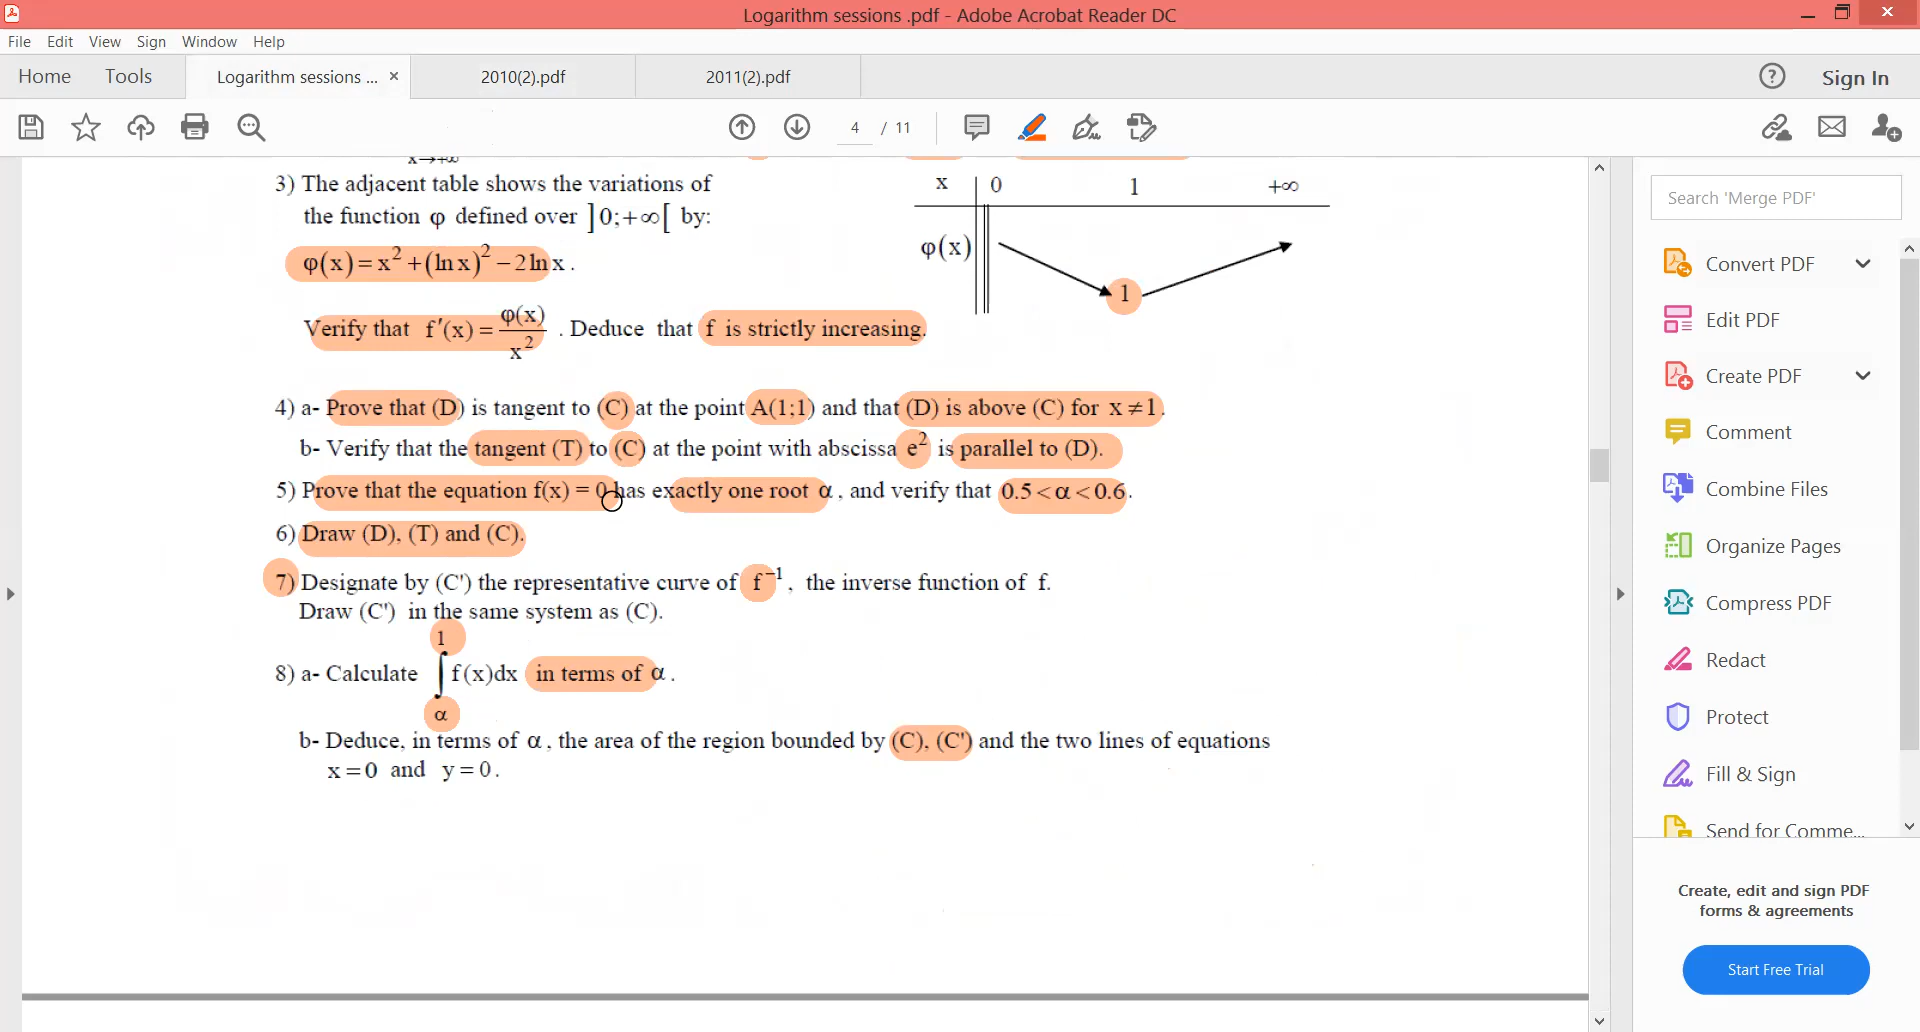 Logarithm sessions .pdf - Adobe Acrobat Reader DC
File Edit View Sign Window Help
Home Tools Logarithm sessions ... × 2010(2).pdf 2011(2).pdf ? Sign In
4 / 11
x→+∞
3) The adjacent table shows the variations of
the function φ defined over ]0;+∞[ by:
φ(x) = x² + (ln x)² − 2 ln x .
Verify that f′(x) = φ(x)/x² . Deduce that f is strictly increasing.
x 0 1 +∞
φ(x) 1
4) a- Prove that (D) is tangent to (C) at the point A(1;1) and that (D) is above (C) for x ≠ 1.
b- Verify that the tangent (T) to (C) at the point with abscissa e² is parallel to (D).
5) Prove that the equation f(x) = 0 has exactly one root α, and verify that 0.5 < α < 0.6.
6) Draw (D), (T) and (C).
7) Designate by (C') the representative curve of f⁻¹, the inverse function of f.
Draw (C') in the same system as (C).
8) a- Calculate ∫ from α to 1 f(x)dx in terms of α.
b- Deduce, in terms of α, the area of the region bounded by (C), (C') and the two lines of equations
x = 0 and y = 0.
Search 'Merge PDF'
Convert PDF
Edit PDF
Create PDF
Comment
Combine Files
Organize Pages
Compress PDF
Redact
Protect
Fill & Sign
Send for Comme...
Create, edit and sign PDF
forms & agreements
Start Free Trial